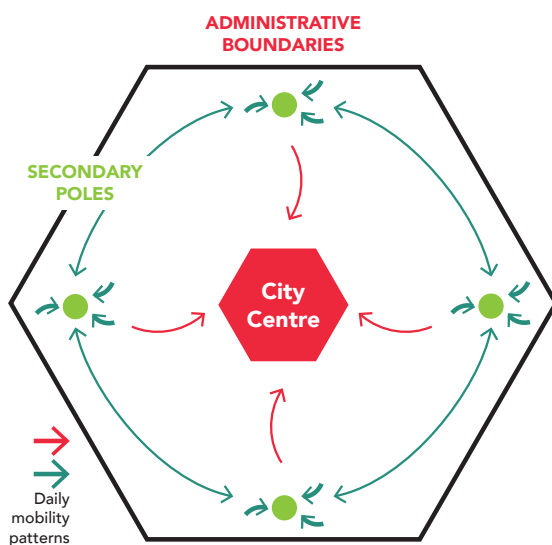 ADMINISTRATIVE
BOUNDARIES
SECONDARY
POLES
City
Centre
Daily
mobility
patterns